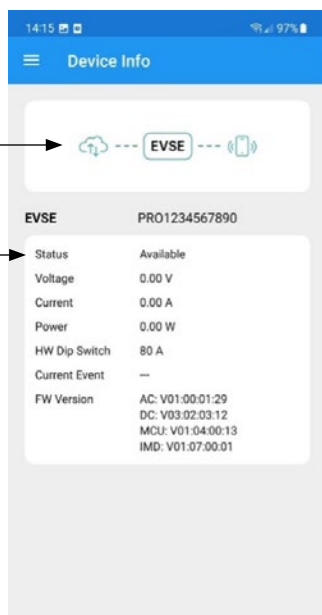 14:15 97%
Device Info
EVSE
EVSE PRO1234567890
Status Available
Voltage 0.00 V
Current 0.00 A
Power 0.00 W
HW Dip Switch 80 A
Current Event ---
FW Version AC: V01:00:01:29
DC: V03:02:03:12
MCU: V01:04:00:13
IMD: V01:07:00:01